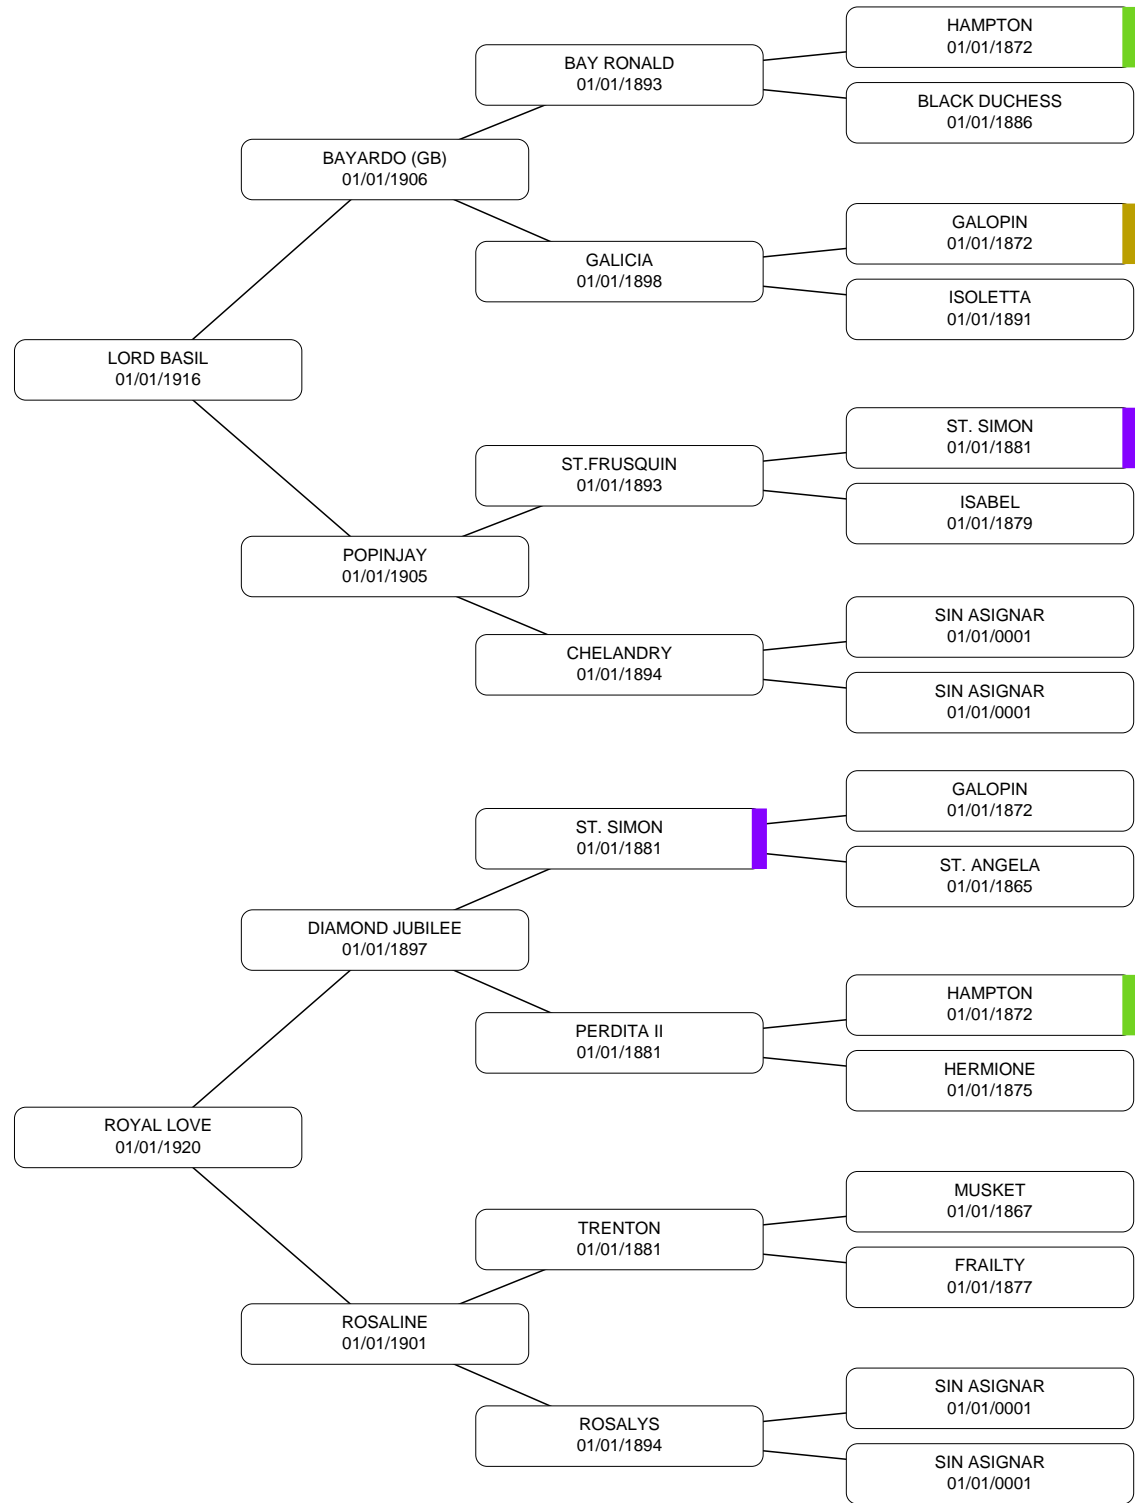 HAMPTON
01/01/1872
BAY RONALD
01/01/1893
BLACK DUCHESS
01/01/1886
BAYARDO (GB)
01/01/1906
GALOPIN
01/01/1872
GALICIA
01/01/1898
ISOLETTA
01/01/1891
LORD BASIL
01/01/1916
ST. SIMON
01/01/1881
ST.FRUSQUIN
01/01/1893
ISABEL
01/01/1879
POPINJAY
01/01/1905
SIN ASIGNAR
01/01/0001
CHELANDRY
01/01/1894
SIN ASIGNAR
01/01/0001
GALOPIN
01/01/1872
ST. SIMON
01/01/1881
ST. ANGELA
01/01/1865
DIAMOND JUBILEE
01/01/1897
HAMPTON
01/01/1872
PERDITA II
01/01/1881
HERMIONE
01/01/1875
ROYAL LOVE
01/01/1920
MUSKET
01/01/1867
TRENTON
01/01/1881
FRAILTY
01/01/1877
ROSALINE
01/01/1901
SIN ASIGNAR
01/01/0001
ROSALYS
01/01/1894
SIN ASIGNAR
01/01/0001